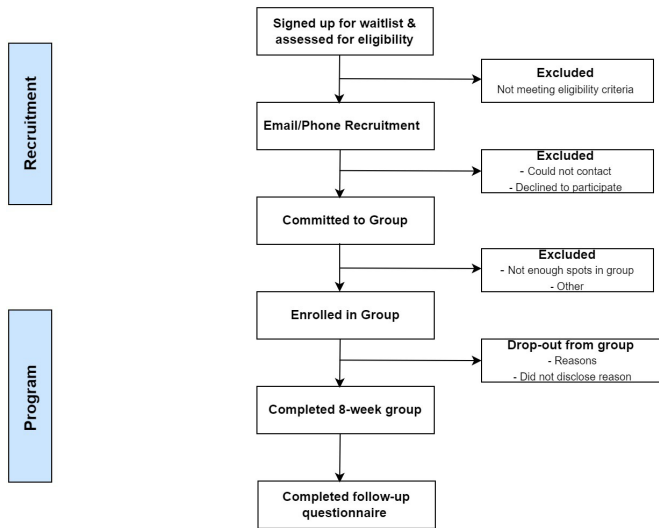 Signed up for waitlist &
assessed for eligibility
Excluded
Not meeting eligibility criteria
Recruitment
Email/Phone Recruitment
Excluded
- Could not contact
- Declined to participate
Committed to Group
Excluded
- Not enough spots in group
- Other
Enrolled in Group
Drop-out from group
- Reasons
- Did not disclose reason
Program
Completed 8-week group
Completed follow-up
questionnaire